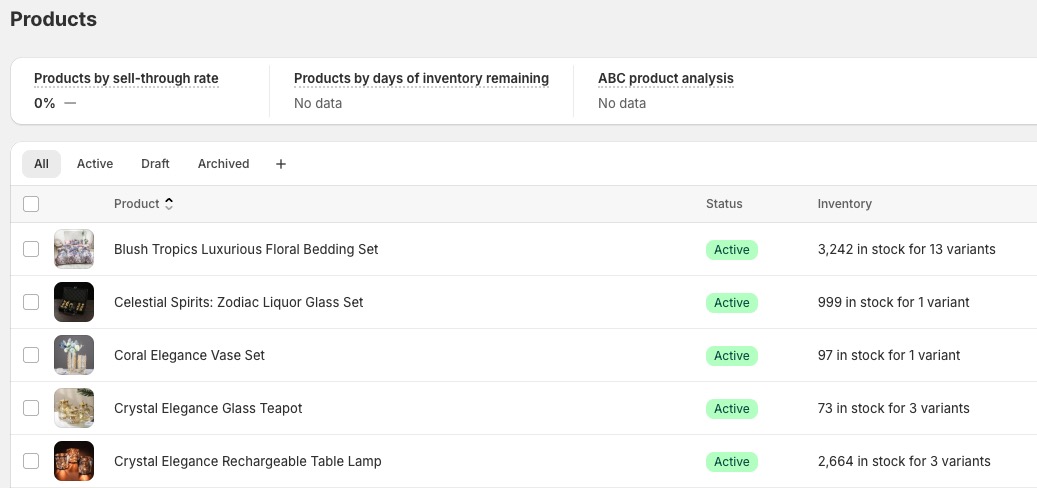 Products
Products by sell-through rate
0% —
Products by days of inventory remaining
No data
ABC product analysis
No data
All Active Draft Archived +
Product Status Inventory
Blush Tropics Luxurious Floral Bedding Set Active 3,242 in stock for 13 variants
Celestial Spirits: Zodiac Liquor Glass Set Active 999 in stock for 1 variant
Coral Elegance Vase Set Active 97 in stock for 1 variant
Crystal Elegance Glass Teapot Active 73 in stock for 3 variants
Crystal Elegance Rechargeable Table Lamp Active 2,664 in stock for 3 variants